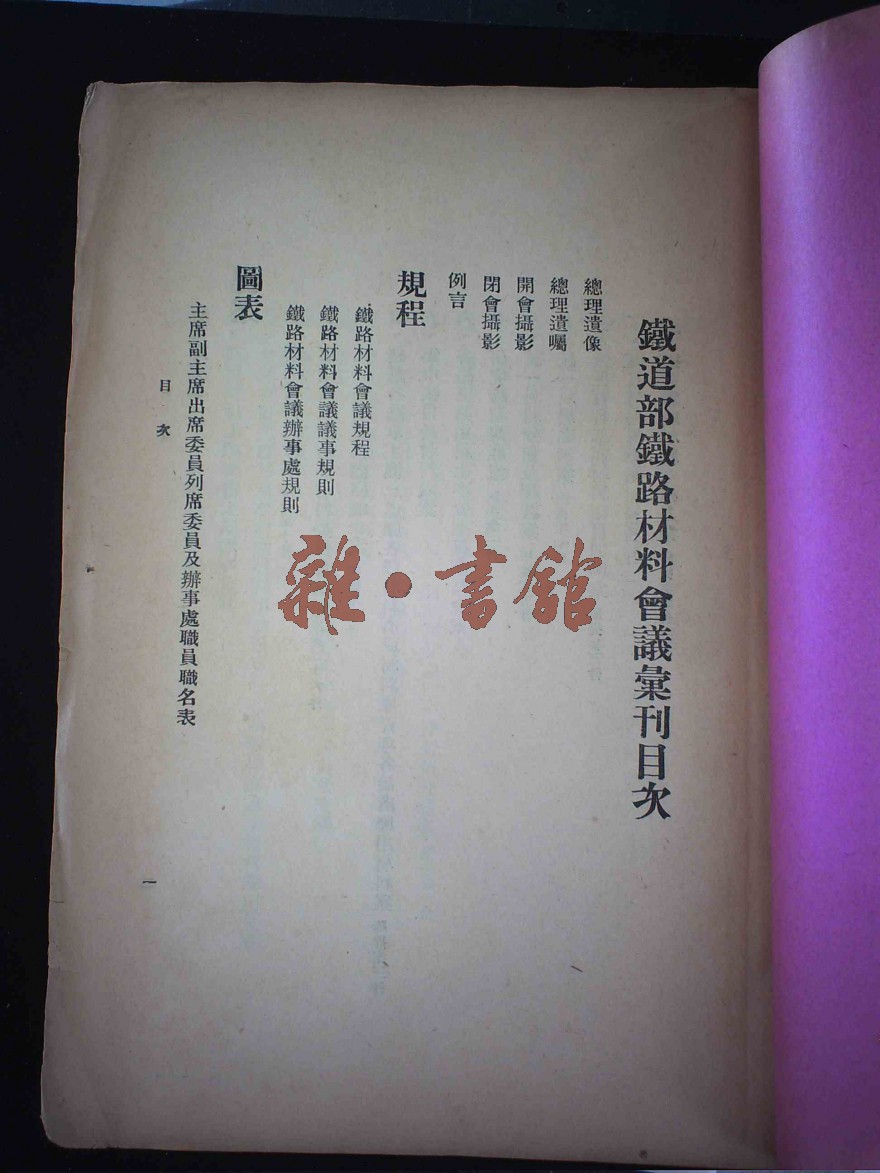 鐵道部鐵路材料會議彙刊目次
總理遺像
總理遺囑
開會攝影
閉會攝影
例言
規程
鐵路材料會議規程
鐵路材料會議議事規則
鐵路材料會議辦事處規則
圖表
主席副主席出席委員列席委員及辦事處職員職名表
目次
一
雜·書館